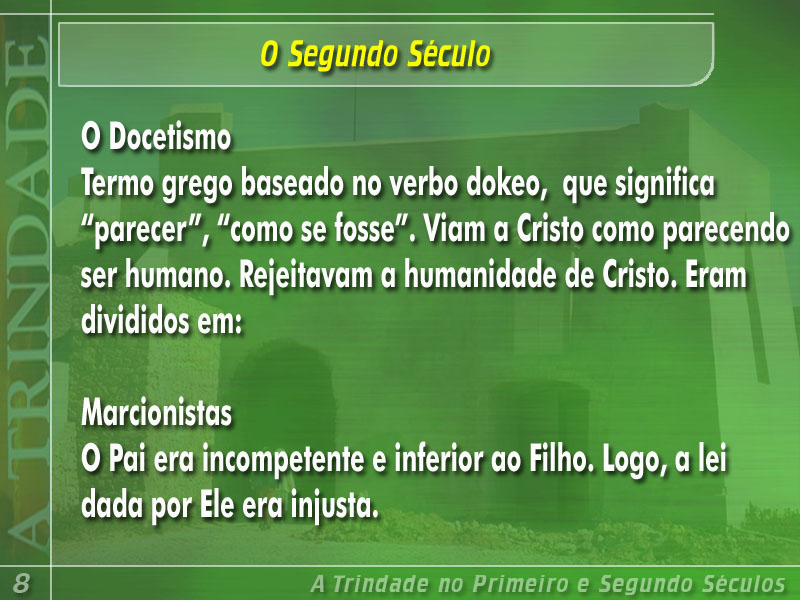 O Segundo Século
A TRINDADE
O Docetismo
Termo grego baseado no verbo dokeo,  que significa
“parecer”, “como se fosse”. Viam a Cristo como parecendo
ser humano. Rejeitavam a humanidade de Cristo. Eram
divididos em:
Marcionistas
O Pai era incompetente e inferior ao Filho. Logo, a lei
dada por Ele era injusta.
8
A Trindade no Primeiro e Segundo Séculos